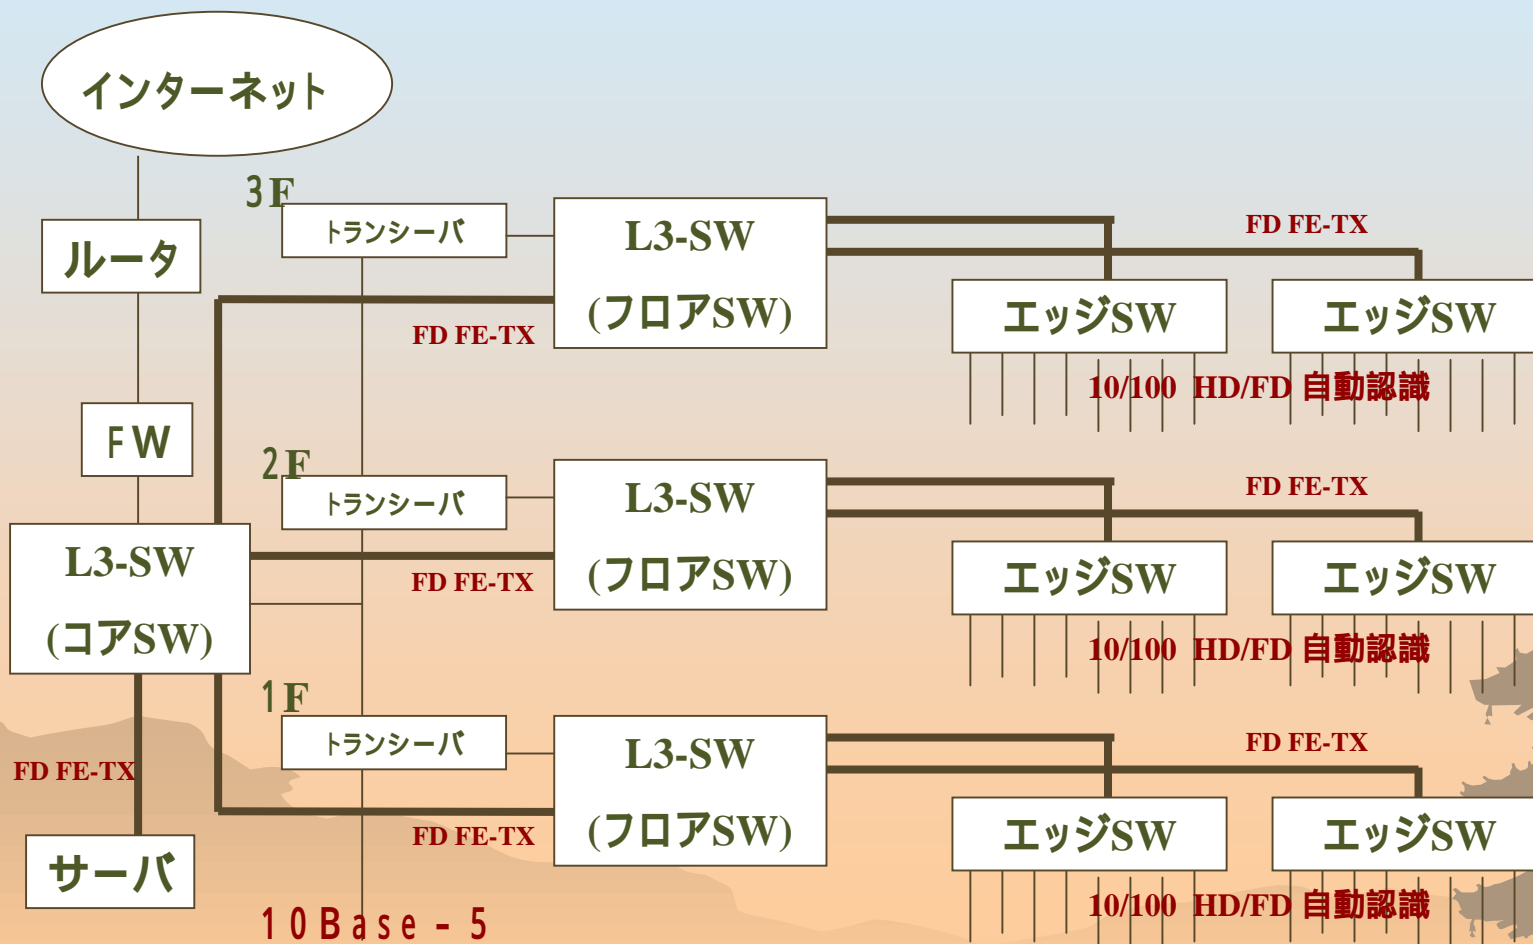 インターネット
3F
トランシーバ
L3-SW
(フロアSW)
FD FE-TX
ルータ
エッジSW
エッジSW
FD FE-TX
10/100 HD/FD 自動認識
FW
2F
トランシーバ
L3-SW
(フロアSW)
FD FE-TX
L3-SW
(コアSW)
エッジSW
エッジSW
FD FE-TX
10/100 HD/FD 自動認識
1F
トランシーバ
L3-SW
(フロアSW)
FD FE-TX
FD FE-TX
エッジSW
エッジSW
FD FE-TX
サーバ
10/100 HD/FD 自動認識
10Base-5